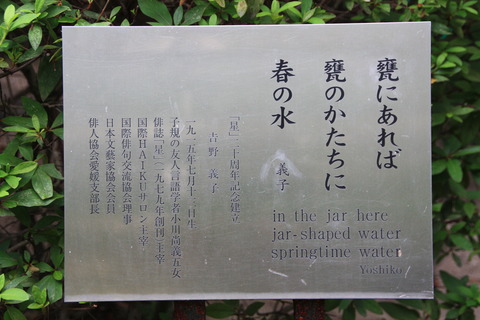 甕にあれば
甕のかたちに
春の水
義子
in the jar here
jar-shaped water
springtime water
Yoshiko
「星」二十周年記念建立
吉野 義子
一九一五年七月十三日生
子規の友人言語学者小川尚義五女
俳誌「星」一九七九年創刊・主宰
国際HAIKUサロン主宰
国際俳句交流協会理事
日本文藝家協会会員
俳人協会愛媛支部長